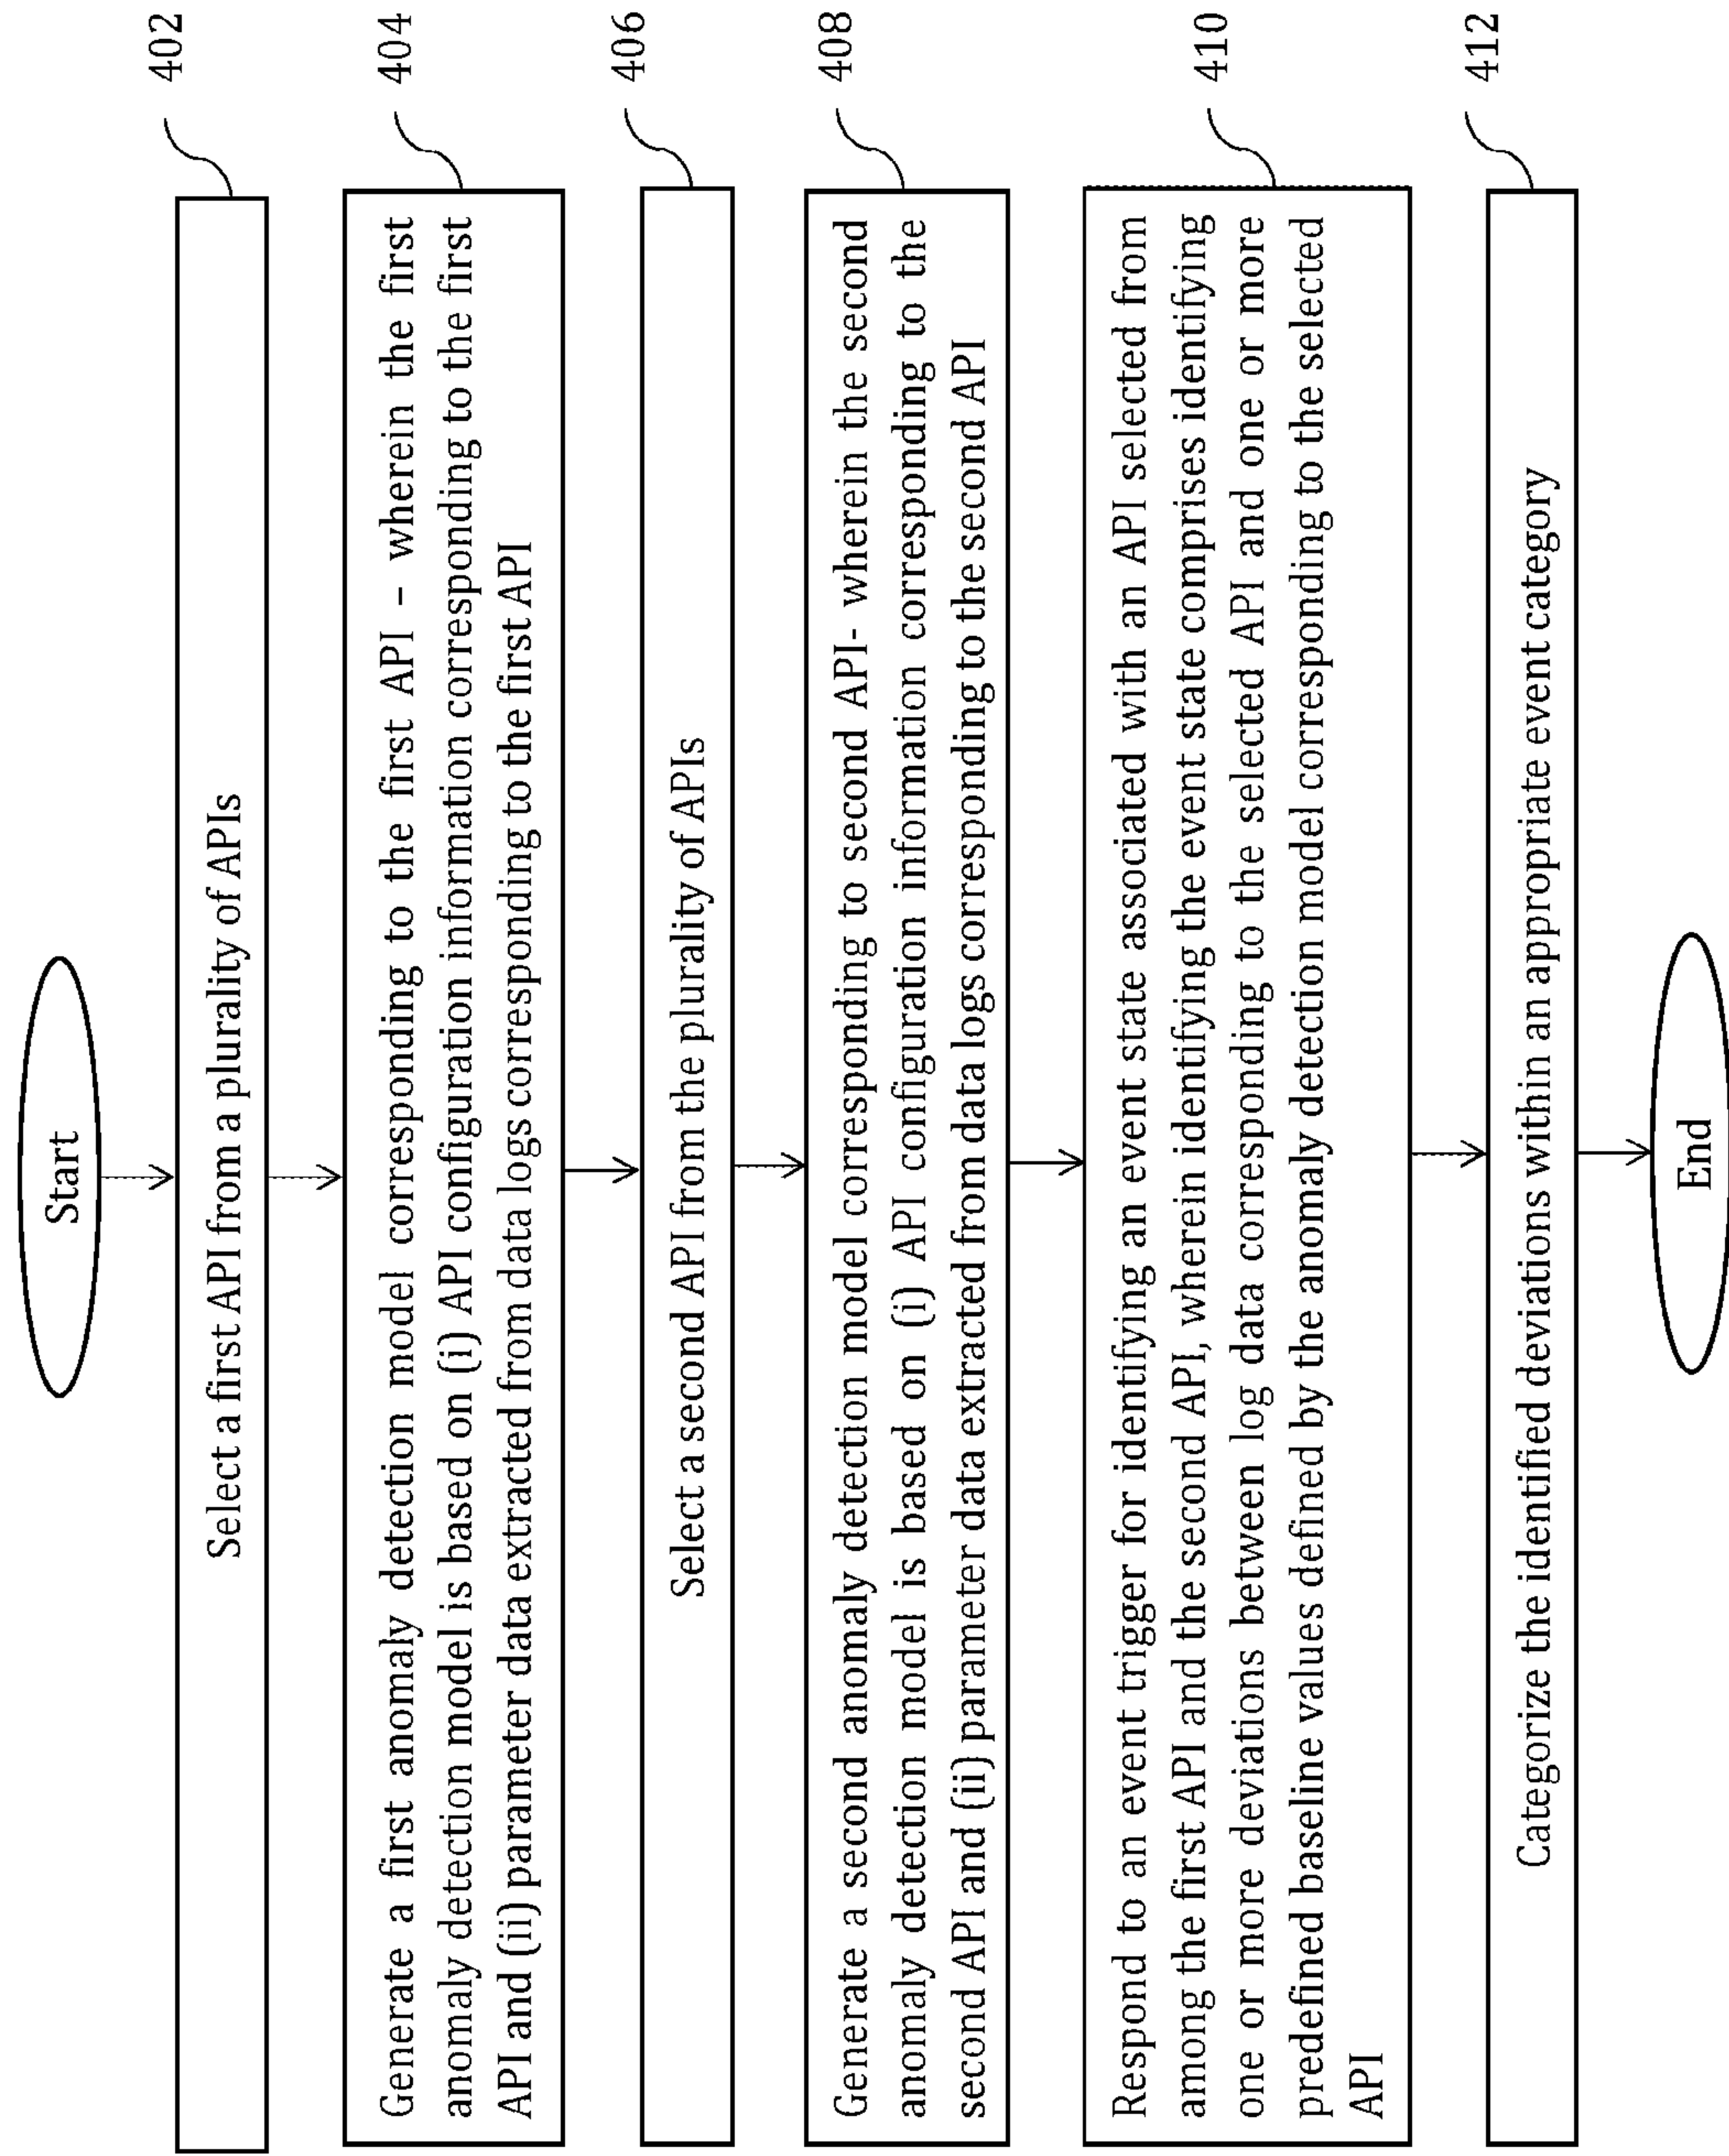 Start
402
Select a first API from a plurality of APIs
404
Generate a first anomaly detection model corresponding to the first API – wherein the first
anomaly detection model is based on (i) API configuration information corresponding to the first
API and (ii) parameter data extracted from data logs corresponding to the first API
406
Select a second API from the plurality of APIs
408
Generate a second anomaly detection model corresponding to second API- wherein the second
anomaly detection model is based on (i) API configuration information corresponding to the
second API and (ii) parameter data extracted from data logs corresponding to the second API
410
Respond to an event trigger for identifying an event state associated with an API selected from
among the first API and the second API, wherein identifying the event state comprises identifying
one or more deviations between log data corresponding to the selected API and one or more
predefined baseline values defined by the anomaly detection model corresponding to the selected
API
412
Categorize the identified deviations within an appropriate event category
End